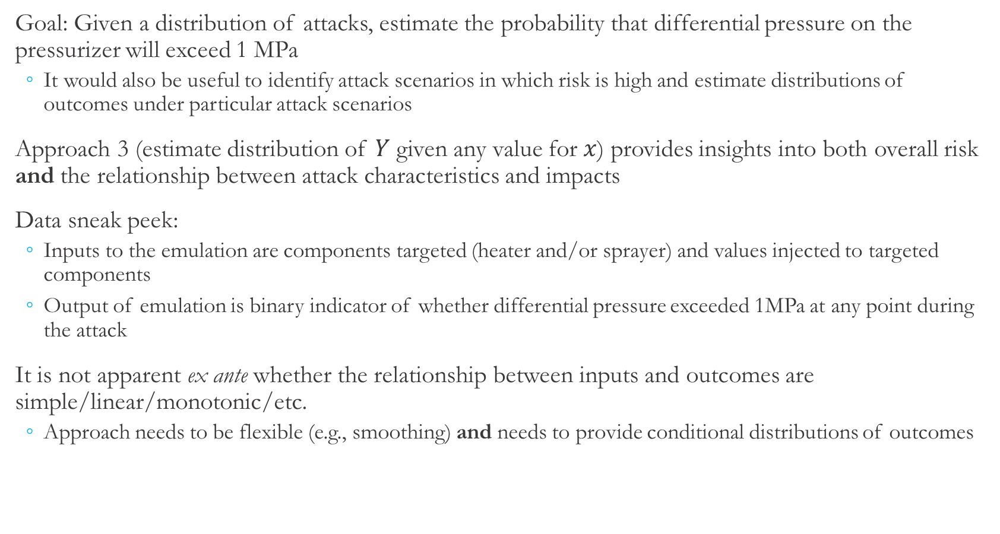 Goal: Given a distribution of attacks, estimate the probability that differential pressure on the
pressurizer will exceed 1 MPa
◦ It would also be useful to identify attack scenarios in which risk is high and estimate distributions of
outcomes under particular attack scenarios
Approach 3 (estimate distribution of Y given any value for x) provides insights into both overall risk
and the relationship between attack characteristics and impacts
Data sneak peek:
◦ Inputs to the emulation are components targeted (heater and/or sprayer) and values injected to targeted
components
◦ Output of emulation is binary indicator of whether differential pressure exceeded 1MPa at any point during
the attack
It is not apparent ex ante whether the relationship between inputs and outcomes are
simple/linear/monotonic/etc.
◦ Approach needs to be flexible (e.g., smoothing) and needs to provide conditional distributions of outcomes